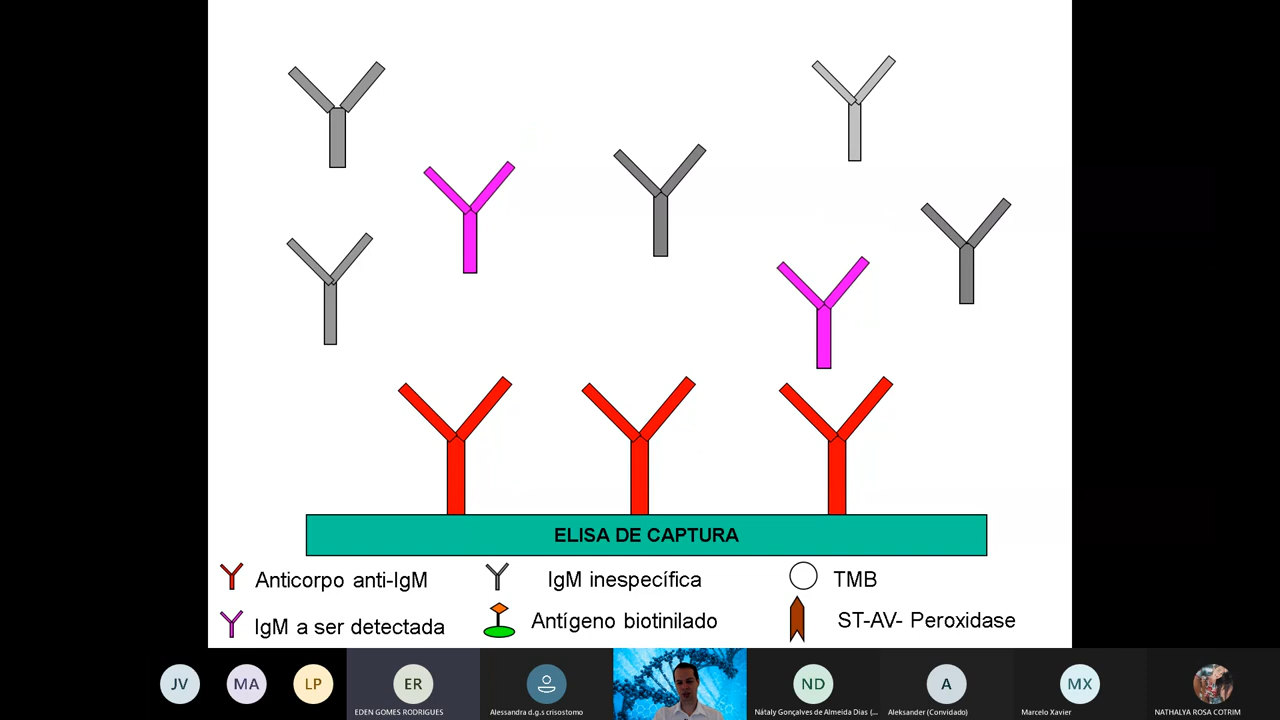 ELISA DE CAPTURA
Anticorpo anti-IgM
IgM inespecífica
TMB
IgM a ser detectada
Antígeno biotinilado
ST-AV- Peroxidase
JV
MA
LP
ER
ND
A
MX
EDEN GOMES RODRIGUES
Alessandra d.g.s crisostomo
Nátaly Gonçalves de Almeida Dias (...
Aleksander (Convidado)
Marcelo Xavier
NATHALYA ROSA COTRIM